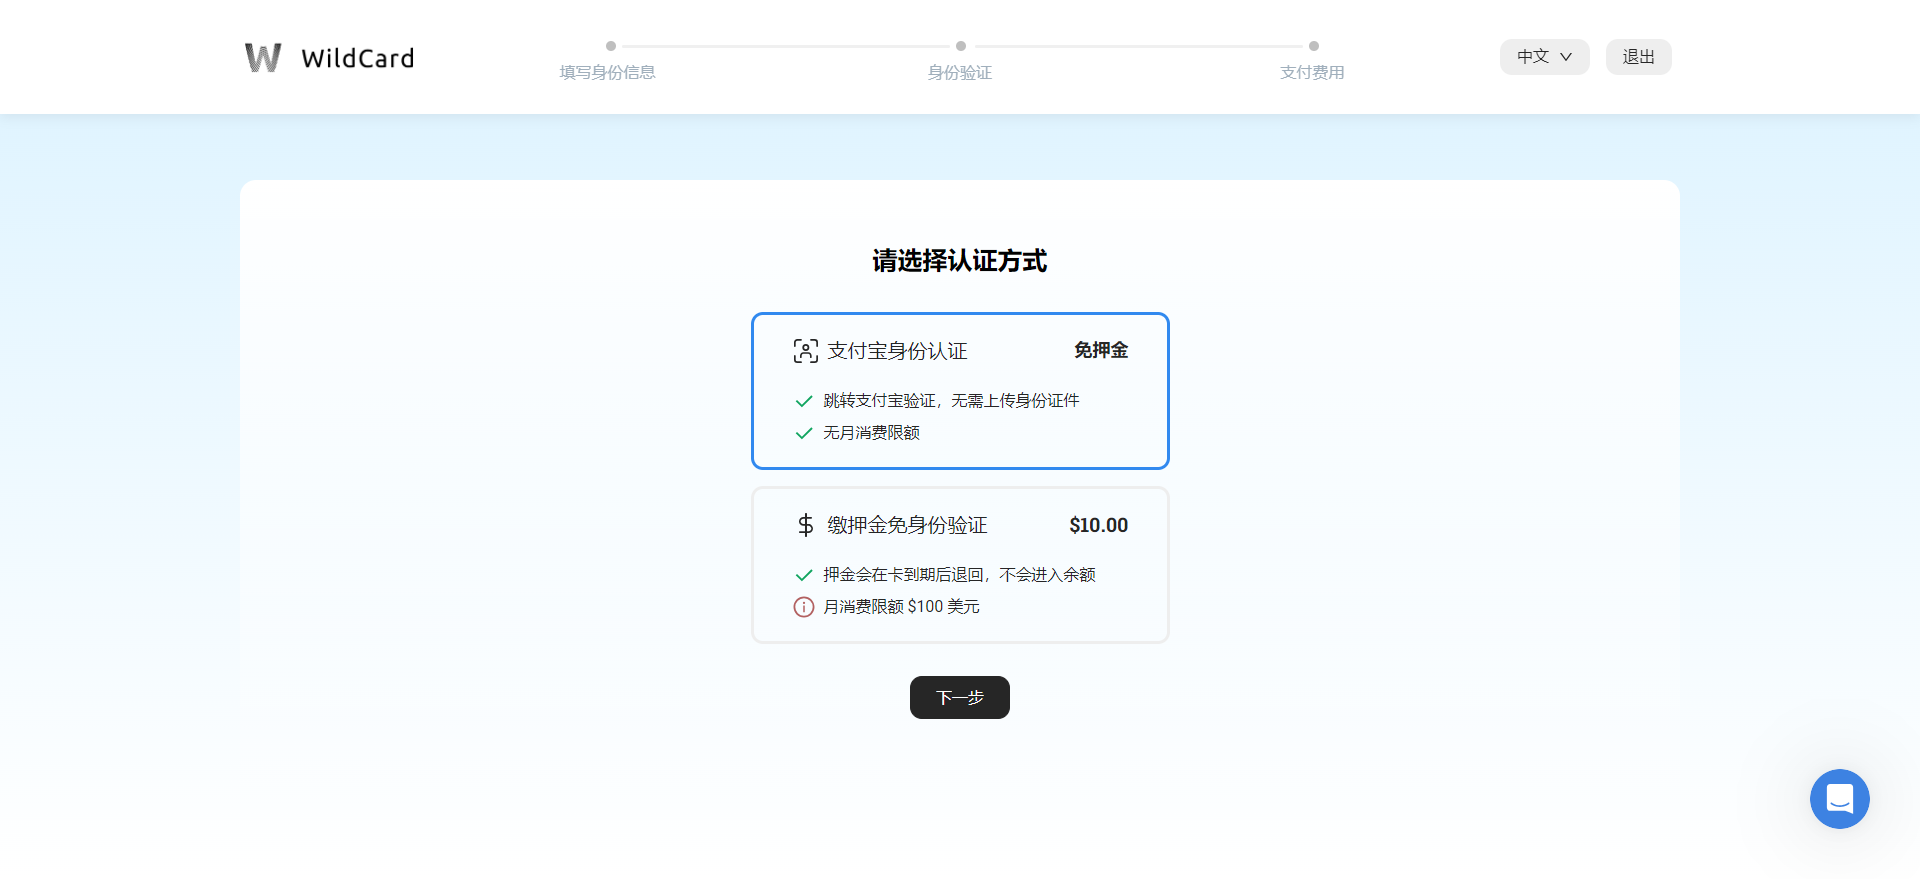 W WildCard
填写身份信息
身份验证
支付费用
中文
退出
请选择认证方式
支付宝身份认证 免押金
跳转支付宝验证，无需上传身份证件
无月消费限额
缴押金免身份验证 $10.00
押金会在卡到期后退回，不会进入余额
月消费限额 $100 美元
下一步